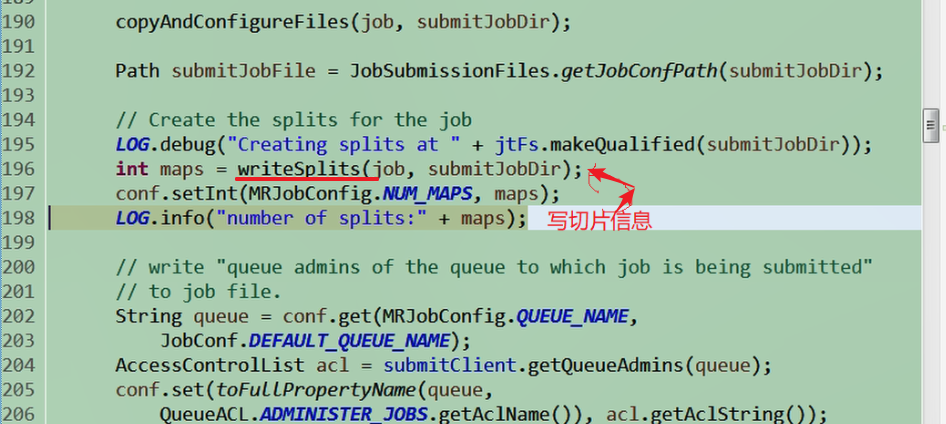 190 copyAndConfigureFiles(job, submitJobDir);
191
192 Path submitJobFile = JobSubmissionFiles.getJobConfPath(submitJobDir);
193
194 // Create the splits for the job
195 LOG.debug("Creating splits at " + jtFs.makeQualified(submitJobDir));
196 int maps = writeSplits(job, submitJobDir);
197 conf.setInt(MRJobConfig.NUM_MAPS, maps);
198 LOG.info("number of splits:" + maps); 写切片信息
199
200 // write "queue admins of the queue to which job is being submitted"
201 // to job file.
202 String queue = conf.get(MRJobConfig.QUEUE_NAME,
203 JobConf.DEFAULT_QUEUE_NAME);
204 AccessControlList acl = submitClient.getQueueAdmins(queue);
205 conf.set(toFullPropertyName(queue,
206 QueueACL.ADMINISTER_JOBS.getAclName()), acl.getAclString());